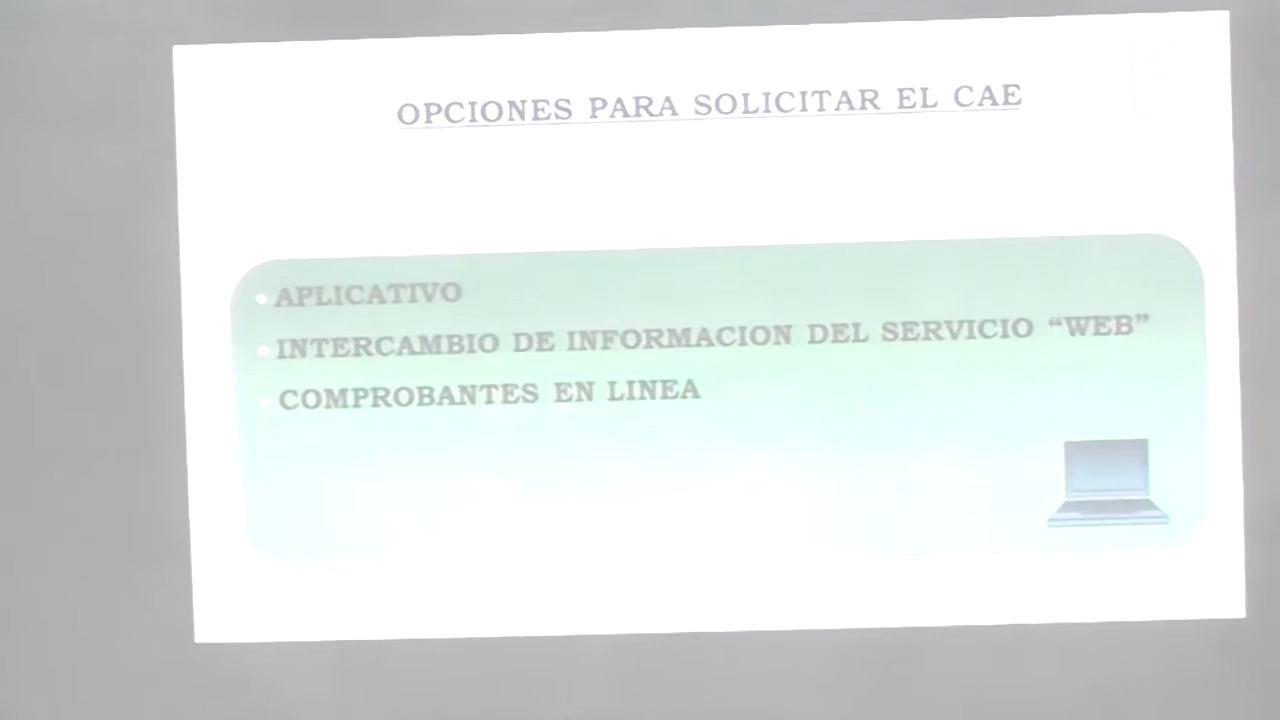 OPCIONES PARA SOLICITAR EL CAE
• APLICATIVO
• INTERCAMBIO DE INFORMACION DEL SERVICIO “WEB”
• COMPROBANTES EN LINEA